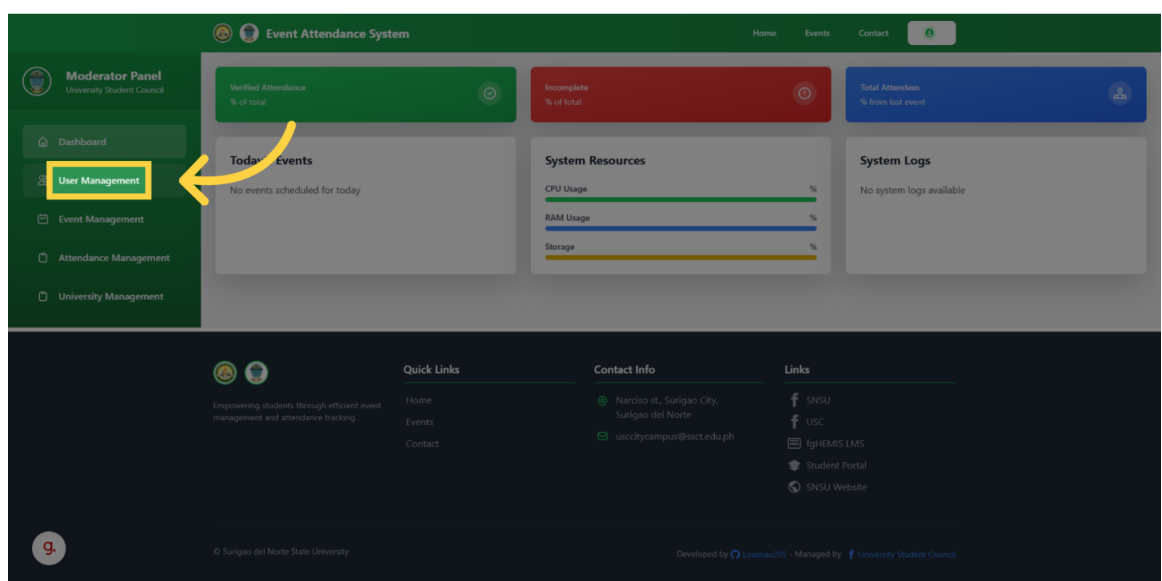 Event Attendance System
Home
Events
Contact
Moderator Panel
University Student Council
Dashboard
User Management
Event Management
Attendance Management
University Management
Verified Attendance
% of total
Incomplete
% of total
Total Attendees
% from last event
Events
No events scheduled for today
System Resources
CPU Usage %
RAM Usage %
Storage %
System Logs
No system logs available
Empowering students through efficient event
management and attendance tracking.
Quick Links
Home
Events
Contact
Contact Info
Narciso st., Surigao City,
Surigao del Norte
usccitycampus@ssct.edu.ph
Links
SNSU
USC
fgHEMIS LMS
Student Portal
SNSU Website
g.
© Surigao del Norte State University
Developed by Lowmax205 - Managed by University Student Council